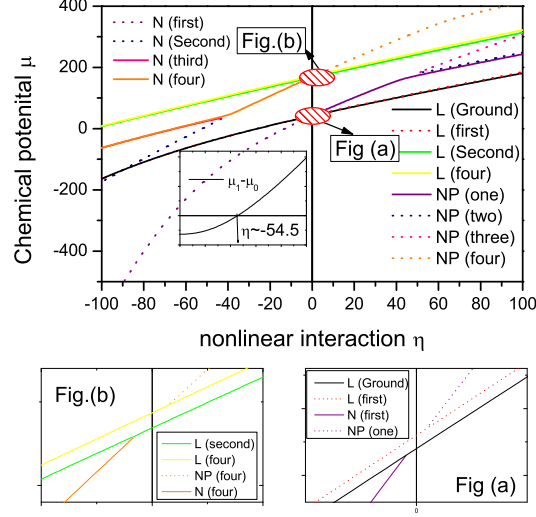 400
200
0
-200
-400
Chemical potenital μ
N (first)
N (Second)
N (third)
N (four)
Fig.(b)
Fig (a)
L (Ground)
L (first)
L (Second)
L (four)
NP (one)
NP (two)
NP (three)
NP (four)
μ1-μ0
η~-54.5
-100 -80 -60 -40 -20 0 20 40 60 80 100
nonlinear interaction η
Fig.(b)
L (second)
L (four)
NP (four)
N (four)
L (Ground)
L (first)
N (first)
NP (one)
Fig (a)
0